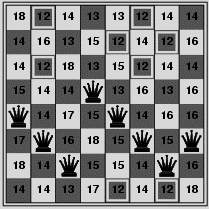 18 12 14 13 13 12 14 14
14 16 13 15 12 14 12 16
14 12 18 13 15 12 14 14
15 14 14 13 16 13 16
14 17 15 14 16 16
17 16 18 15 15
18 14 15 15 14 16
14 14 13 17 12 14 12 18